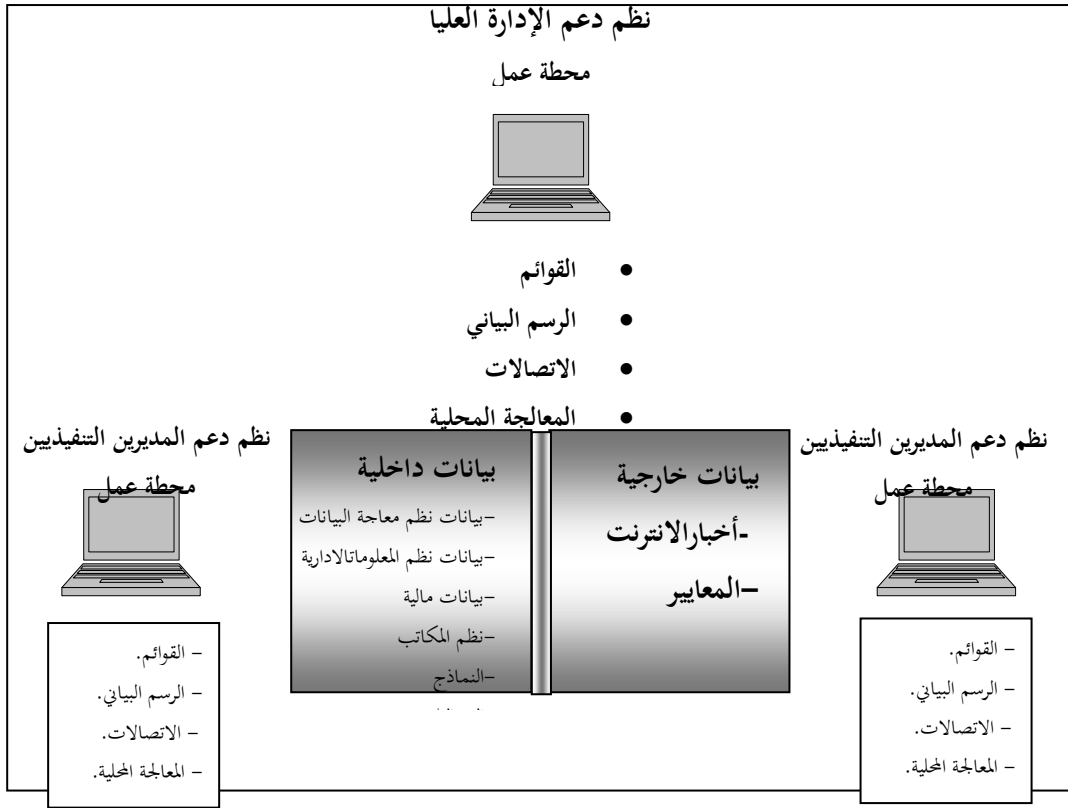 نظم دعم الإدارة العليا
محطة عمل
• القوائم
• الرسم البياني
• الاتصالات
• المعالجة المحلية
نظم دعم المديرين التنفيذيين
محطة عمل
– القوائم.
– الرسم البياني.
– الاتصالات.
– المعالجة المحلية.
بيانات خارجية
-أخبارالانترنت
–المعايير
بيانات داخلية
–بيانات نظم معاجة البيانات
–بيانات نظم المعلوماتالادارية
–بيانات مالية
–نظم المكاتب
–النماذج
نظم دعم المديرين التنفيذيين
محطة عمل
– القوائم.
– الرسم البياني.
– الاتصالات.
– المعالجة المحلية.